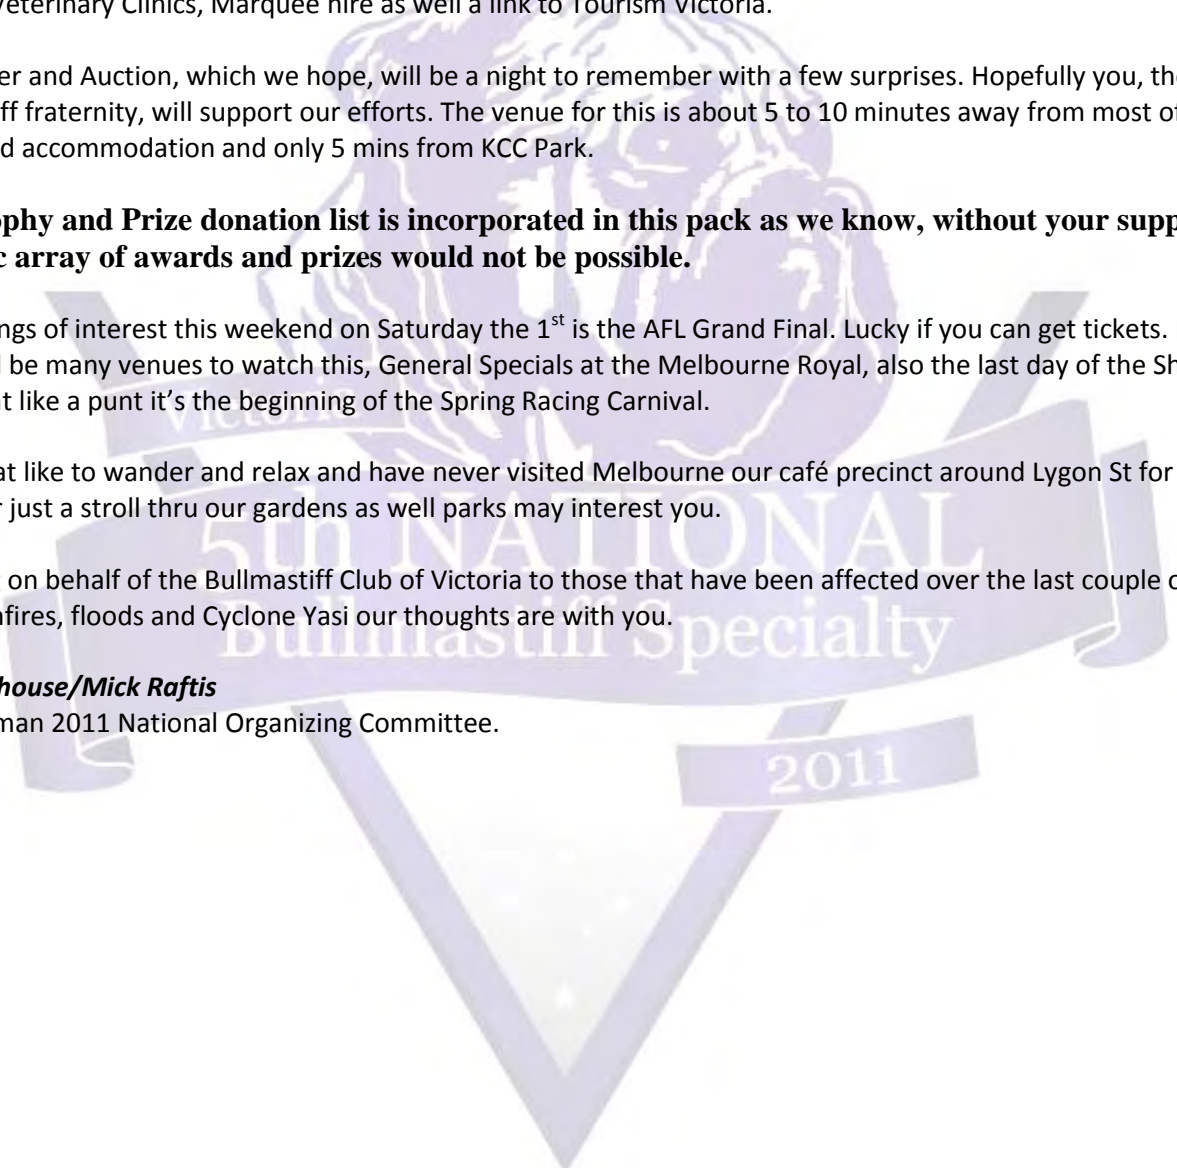 Veterinary Clinics, Marquee hire as well a link to Tourism Victoria.
er and Auction, which we hope, will be a night to remember with a few surprises. Hopefully you, the
ff fraternity, will support our efforts. The venue for this is about 5 to 10 minutes away from most of
d accommodation and only 5 mins from KCC Park.
ophy and Prize donation list is incorporated in this pack as we know, without your supp
c array of awards and prizes would not be possible.
ngs of interest this weekend on Saturday the 1st is the AFL Grand Final. Lucky if you can get tickets.
l be many venues to watch this, General Specials at the Melbourne Royal, also the last day of the Sh
at like a punt it’s the beginning of the Spring Racing Carnival.
Victoria
at like to wander and relax and have never visited Melbourne our café precinct around Lygon St for
r just a stroll thru our gardens as well parks may interest you.
5th NATIONAL
on behalf of the Bullmastiff Club of Victoria to those that have been affected over the last couple o
fires, floods and Cyclone Yasi our thoughts are with you.
Bullmastiff Specialty
house/Mick Raftis
man 2011 National Organizing Committee.
2011